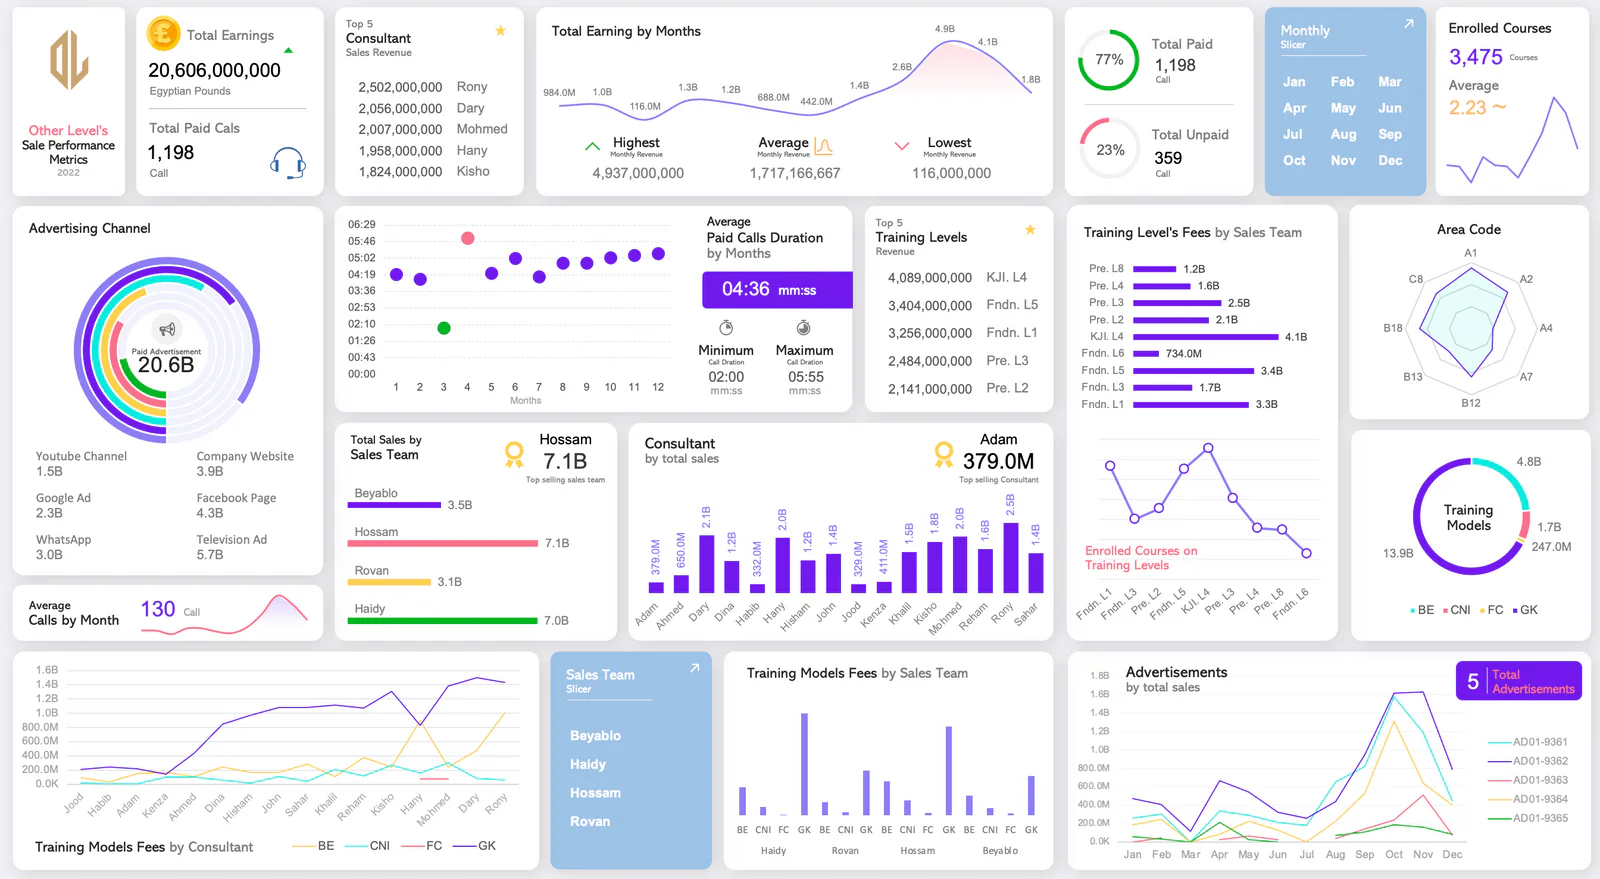 Other Level's
Sale Performance
Metrics
2022
Total Earnings
20,606,000,000
Egyptian Pounds
Total Paid Cals
1,198
Call
Top 5
Consultant
Sales Revenue
2,502,000,000 Rony
2,056,000,000 Dary
2,007,000,000 Mohmed
1,958,000,000 Hany
1,824,000,000 Kisho
Total Earning by Months
984.0M 1.0B 116.0M 1.3B 1.2B 688.0M 442.0M 1.4B 2.6B 4.9B 4.1B 1.8B
Highest
Monthly Revenue
4,937,000,000
Average
Monthly Revenue
1,717,166,667
Lowest
Monthly Revenue
116,000,000
77%
Total Paid
1,198
Call
23%
Total Unpaid
359
Call
Monthly
Slicer
Jan Feb Mar
Apr May Jun
Jul Aug Sep
Oct Nov Dec
Enrolled Courses
3,475 Courses
Average
2.23 ~
Advertising Channel
Paid Advertisement
20.6B
Youtube Channel
1.5B
Company Website
3.9B
Google Ad
2.3B
Facebook Page
4.3B
WhatsApp
3.0B
Television Ad
5.7B
06:29
05:46
05:02
04:19
03:36
02:53
02:10
01:26
00:43
00:00
1 2 3 4 5 6 7 8 9 10 11 12
Months
Average
Paid Calls Duration
by Months
04:36 mm:ss
Minimum
Call Dration
02:00
mm:ss
Maximum
Call Dration
05:55
mm:ss
Top 5
Training Levels
Revenue
4,089,000,000 KJI. L4
3,404,000,000 Fndn. L5
3,256,000,000 Fndn. L1
2,484,000,000 Pre. L3
2,141,000,000 Pre. L2
Training Level's Fees by Sales Team
Pre. L8 1.2B
Pre. L4 1.6B
Pre. L3 2.5B
Pre. L2 2.1B
KJI. L4 4.1B
Fndn. L6 734.0M
Fndn. L5 3.4B
Fndn. L3 1.7B
Fndn. L1 3.3B
Enrolled Courses on
Training Levels
Fndn. L1 Fndn. L3 Pre. L2 Fndn. L5 KJI. L4 Pre. L3 Pre. L4 Pre. L8 Fndn. L6
Area Code
A1
A2
A4
A7
B12
B13
B18
C8
Total Sales by
Sales Team
Hossam
7.1B
Top selling sales team
Beyablo
3.5B
Hossam
7.1B
Rovan
3.1B
Haidy
7.0B
Consultant
by total sales
Adam
379.0M
Top selling Consultant
379.0M 650.0M 2.1B 1.2B 332.0M 2.0B 1.2B 1.4B 329.0M 411.0M 1.5B 1.8B 2.0B 1.6B 2.5B 1.4B
Adam Ahmed Dary Dina Habib Hany Hisham John Jood Kenza Khalil Kisho Mohmed Reham Rony Sahar
Training
Models
4.8B
1.7B
247.0M
13.9B
BE CNI FC GK
Average
Calls by Month
130 Call
1.6B
1.4B
1.2B
1.0B
800.0M
600.0M
400.0M
200.0M
0.0K
Jood Habib Adam Kenza Ahmed Dina Hisham John Sahar Khalil Reham Kisho Hany Mohmed Dary Rony
Training Models Fees by Consultant
BE CNI FC GK
Sales Team
Slicer
Beyablo
Haidy
Hossam
Rovan
Training Models Fees by Sales Team
BE CNI FC GK BE CNI FC GK BE CNI FC GK BE CNI FC GK
Haidy Rovan Hossam Beyablo
Advertisements
by total sales
5 Total
Advertisements
1.8B
1.6B
1.4B
1.2B
1.0B
800.0M
600.0M
400.0M
200.0M
0.0K
Jan Feb Mar Apr May Jun Jul Aug Sep Oct Nov Dec
AD01-9361
AD01-9362
AD01-9363
AD01-9364
AD01-9365